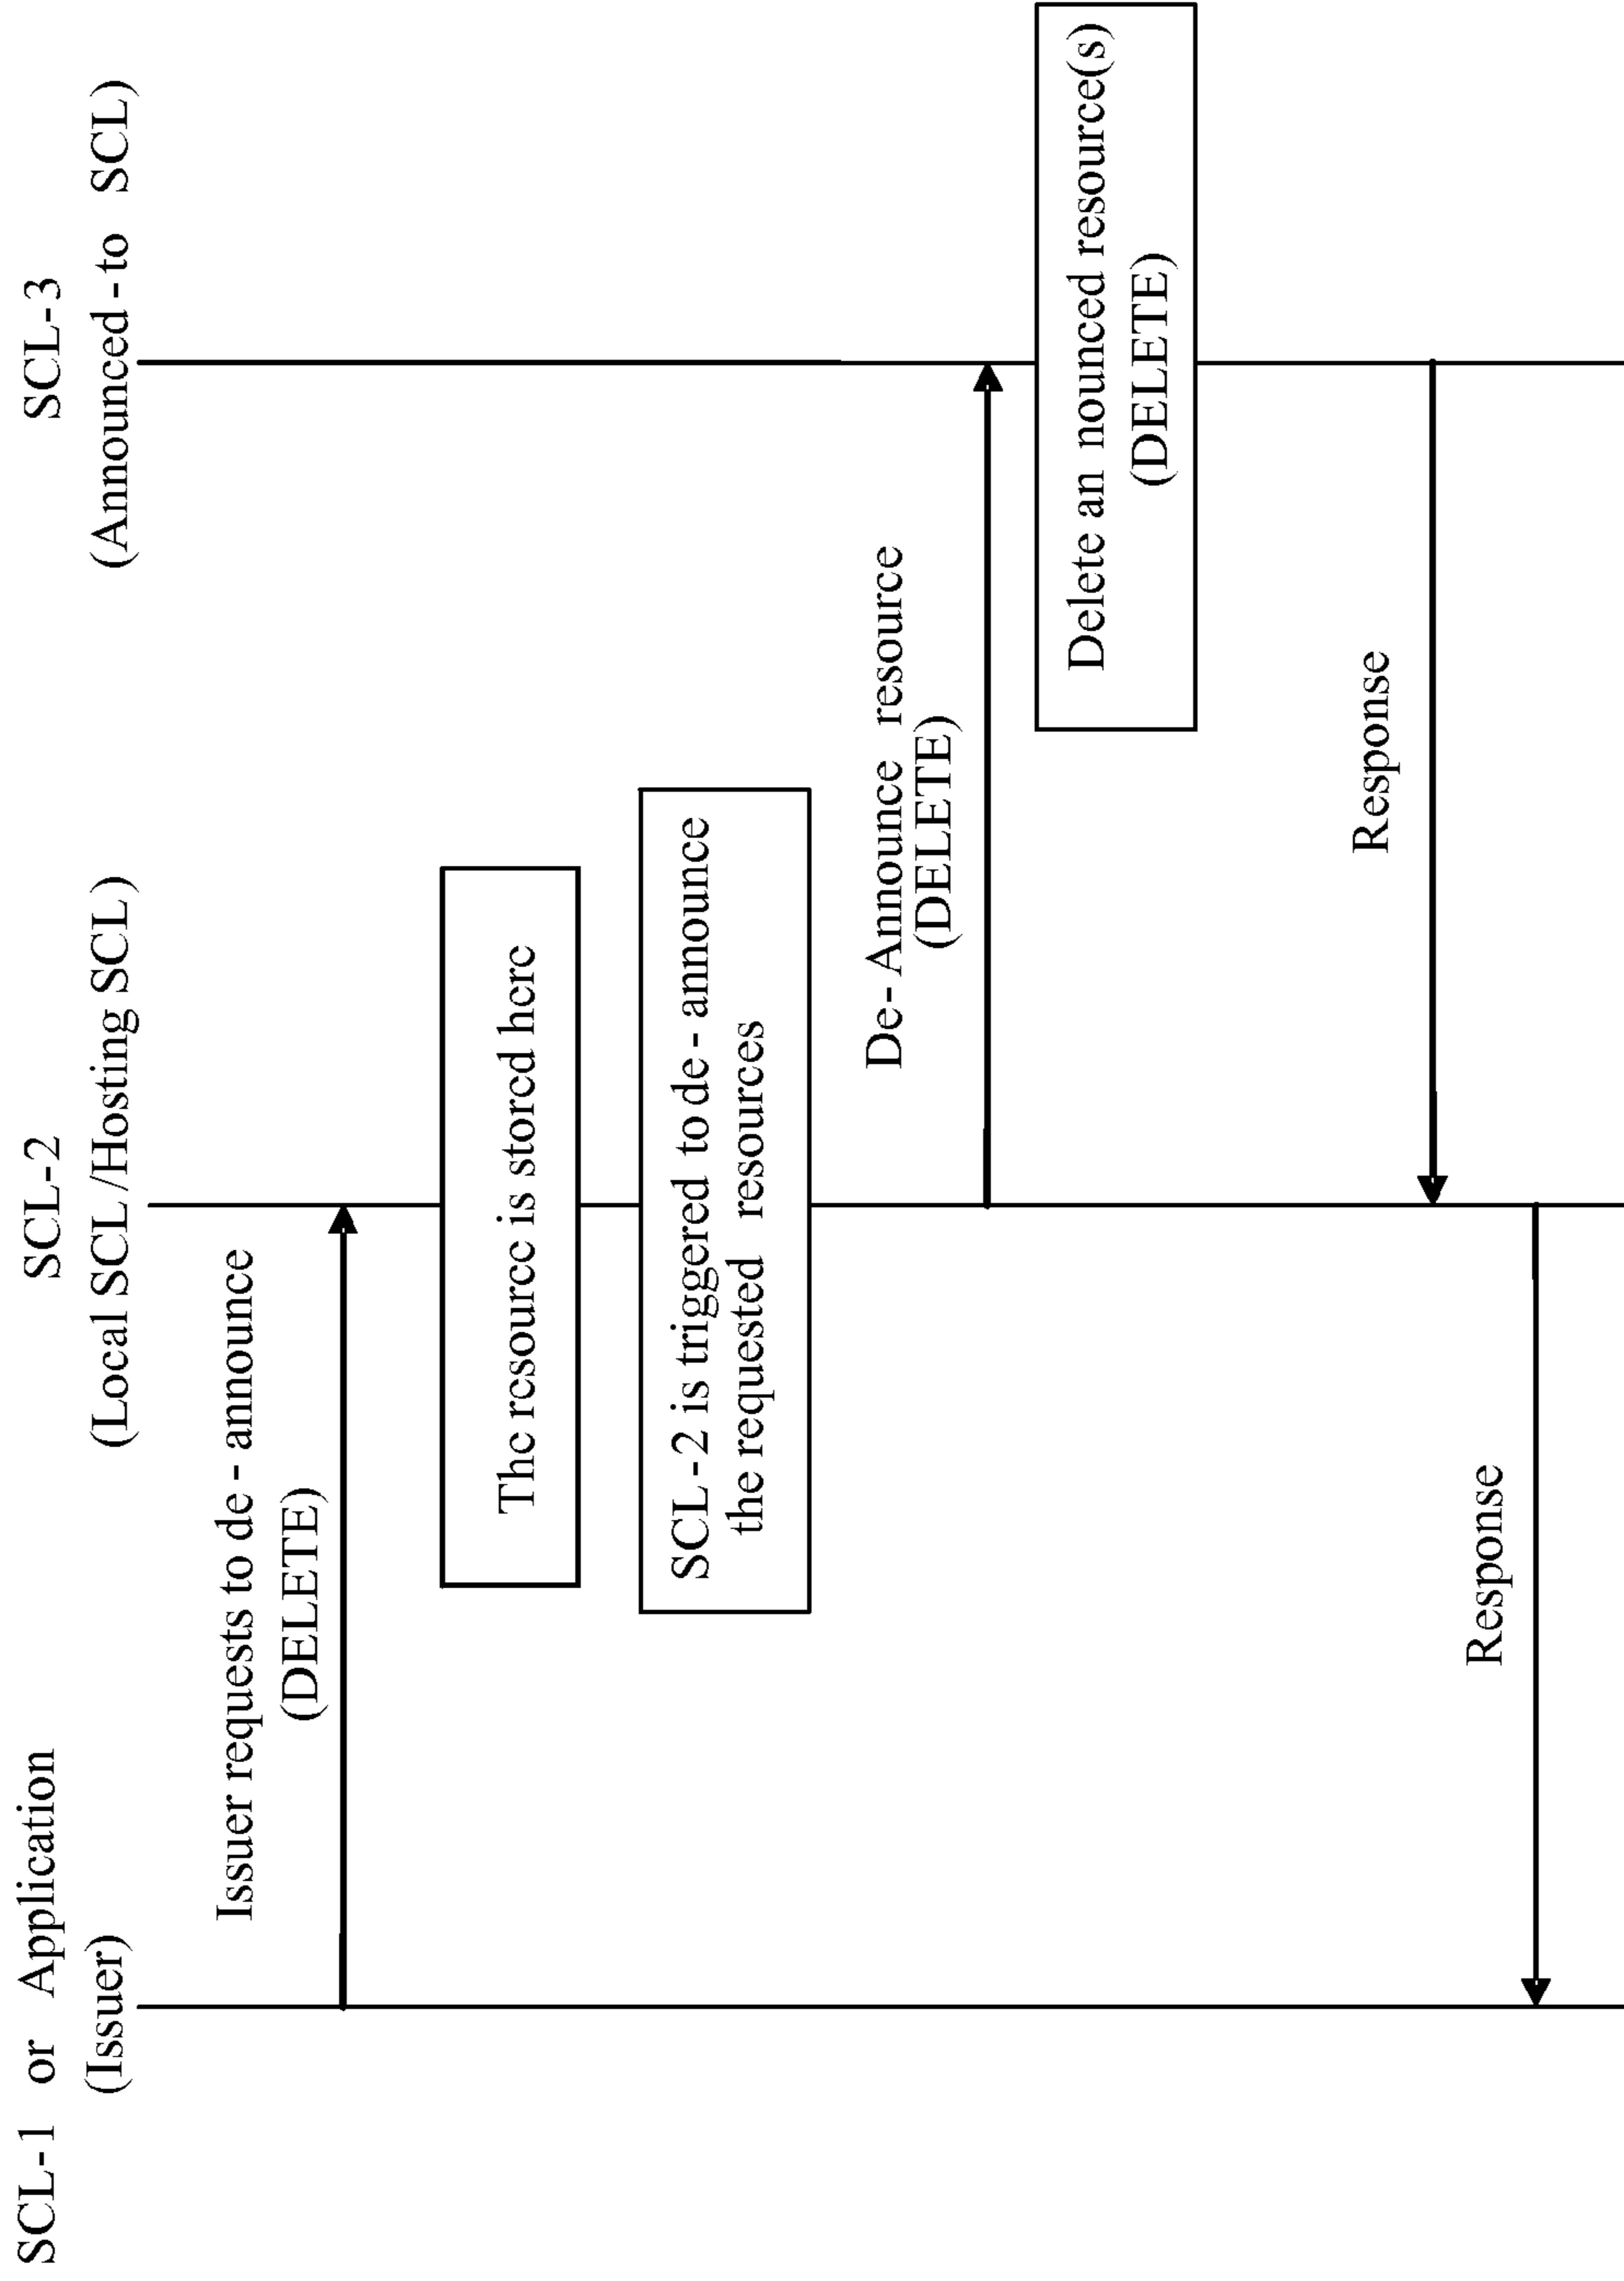 SCL-1 or Application
(Issuer)
SCL-2
(Local SCL /Hosting SCL)
SCL-3
(Announced - to SCL)
Issuer requests to de - announce
(DELETE)
The resource is stored here
SCL -2 is triggered to de - announce
the requested resources
De- Announce resource
(DELETE)
Delete an nounced resource(s)
(DELETE)
Response
Response